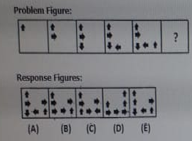 Problem Figure:
?
Response Figures:
(A) (B) (C) (D) (E)